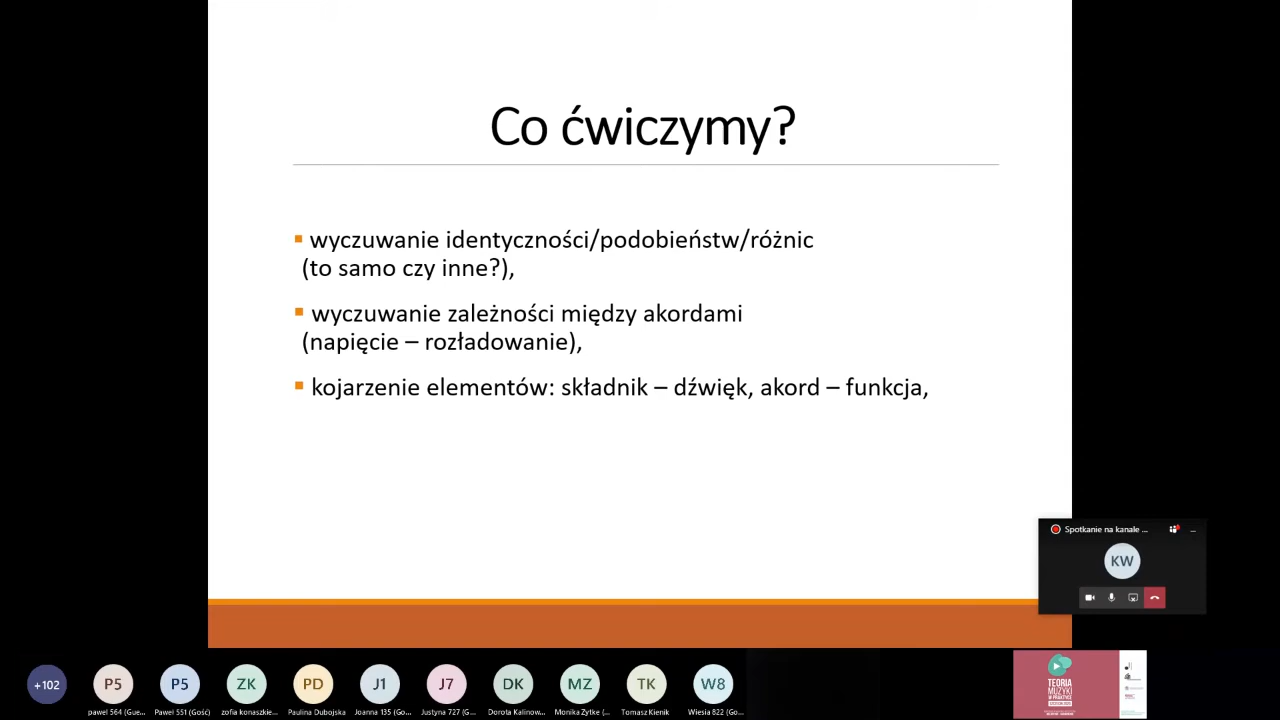 Co ćwiczymy?
wyczuwanie identyczności/podobieństw/różnic
(to samo czy inne?),
wyczuwanie zależności między akordami
(napięcie – rozładowanie),
kojarzenie elementów: składnik – dźwięk, akord – funkcja,
Spotkanie na kanale ...
KW
+102
P5
P5
ZK
PD
J1
J7
DK
MZ
TK
W8
paweł 564 (Gue...
Paweł 551 (Gość)
zofia konaszkie...
Paulina Dubojska
Joanna 135 (Go...
Justyna 727 (G...
Dorota Kalinow...
Monika Zytke (...
Tomasz Kienik
Wiesia 822 (Go...
TEORIA
MUZYKI
W PRAKTYCE